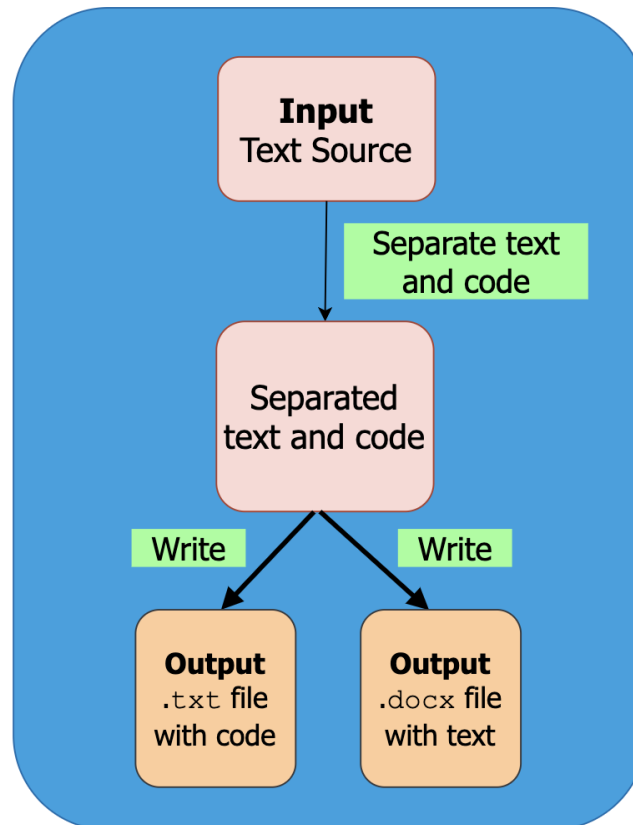 Input
Text Source
Separate text
and code
Separated
text and code
Write
Write
Output
.txt file
with code
Output
.docx file
with text